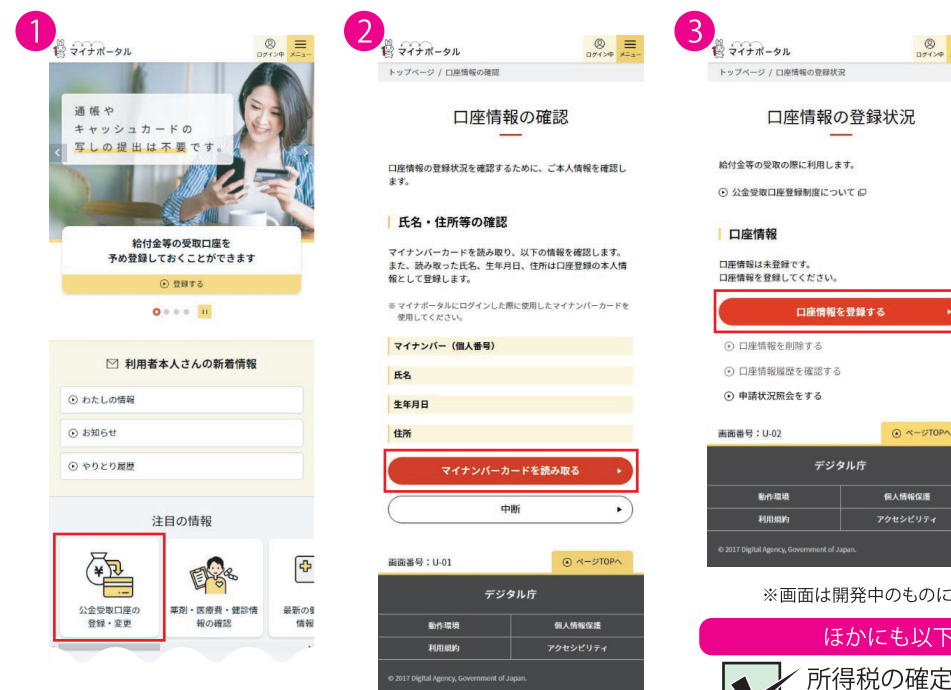 1
マイナポータル
ログイン中
メニュー
通帳や
キャッシュカードの
写しの提出は不要です。
給付金等の受取口座を
予め登録しておくことができます
登録する
利用者本人さんの新着情報
わたしの情報
お知らせ
やりとり履歴
注目の情報
公金受取口座の
登録・変更
薬剤・医療費・健診情
報の確認
最新の健
情報
2
マイナポータル
ログイン中
メニュー
トップページ / 口座情報の確認
口座情報の確認
口座情報の登録状況を確認するために、ご本人情報を確認し
ます。
氏名・住所等の確認
マイナンバーカードを読み取り、以下の情報を確認します。
また、読み取った氏名、生年月日、住所は口座登録の本人情
報として登録します。
※ マイナポータルにログインした際に使用したマイナンバーカードを
使用してください。
マイナンバー（個人番号）
氏名
生年月日
住所
マイナンバーカードを読み取る
中断
画面番号：U-01
ページTOPへ
デジタル庁
動作環境
個人情報保護
利用規約
アクセシビリティ
© 2017 Digital Agency, Government of Japan.
3
マイナポータル
ログイン中
トップページ / 口座情報の登録状況
口座情報の登録状況
給付金等の受取の際に利用します。
公金受取口座登録制度について
口座情報
口座情報は未登録です。
口座情報を登録してください。
口座情報を登録する
口座情報を削除する
口座情報履歴を確認する
申請状況照会をする
画面番号：U-02
ページTOPへ
デジタル庁
動作環境
個人情報保護
利用規約
アクセシビリティ
© 2017 Digital Agency, Government of Japan.
※画面は開発中のものに
ほかにも以下
所得税の確定